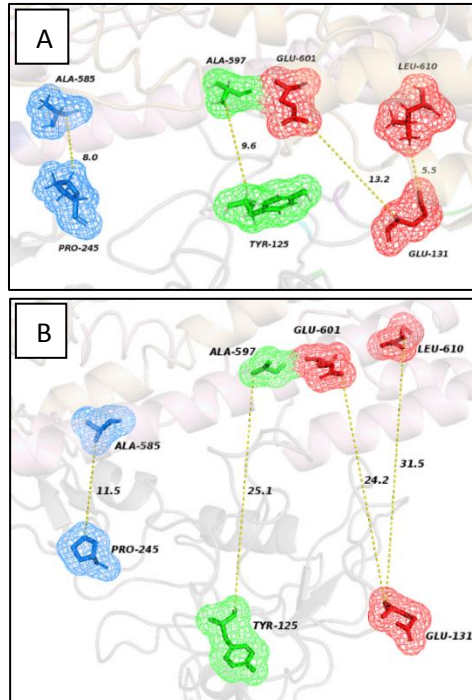 A
ALA-585
ALA-597
GLU-601
LEU-610
8.0
9.6
13.2
5.5
PRO-245
TYR-125
GLU-131
B
ALA-597
GLU-601
LEU-610
ALA-585
11.5
25.1
24.2
31.5
PRO-245
TYR-125
GLU-131